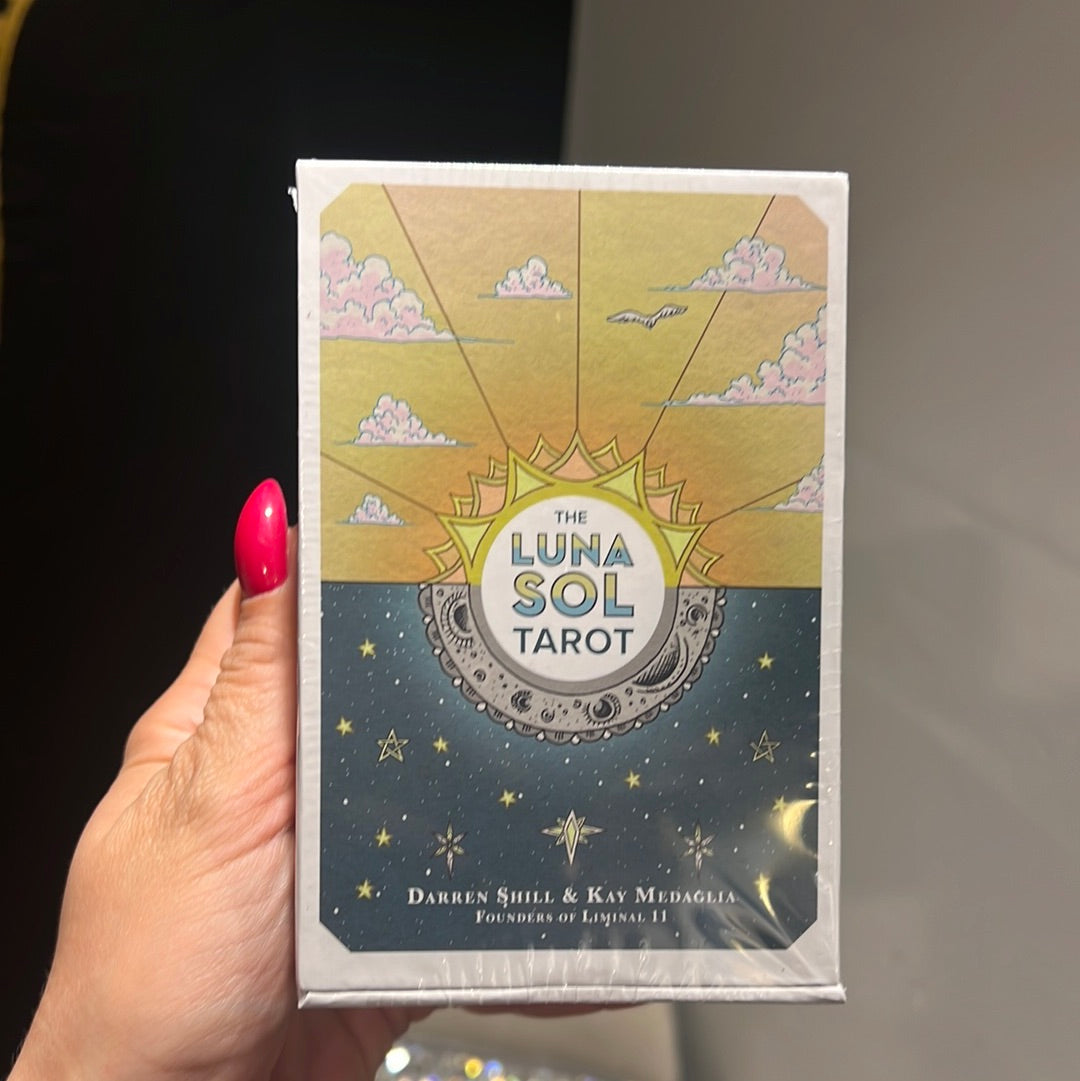 THE
LUNA
SOL
TAROT
DARREN SHILL & KAY MEDAGLIA
FOUNDERS OF LIMINAL 11